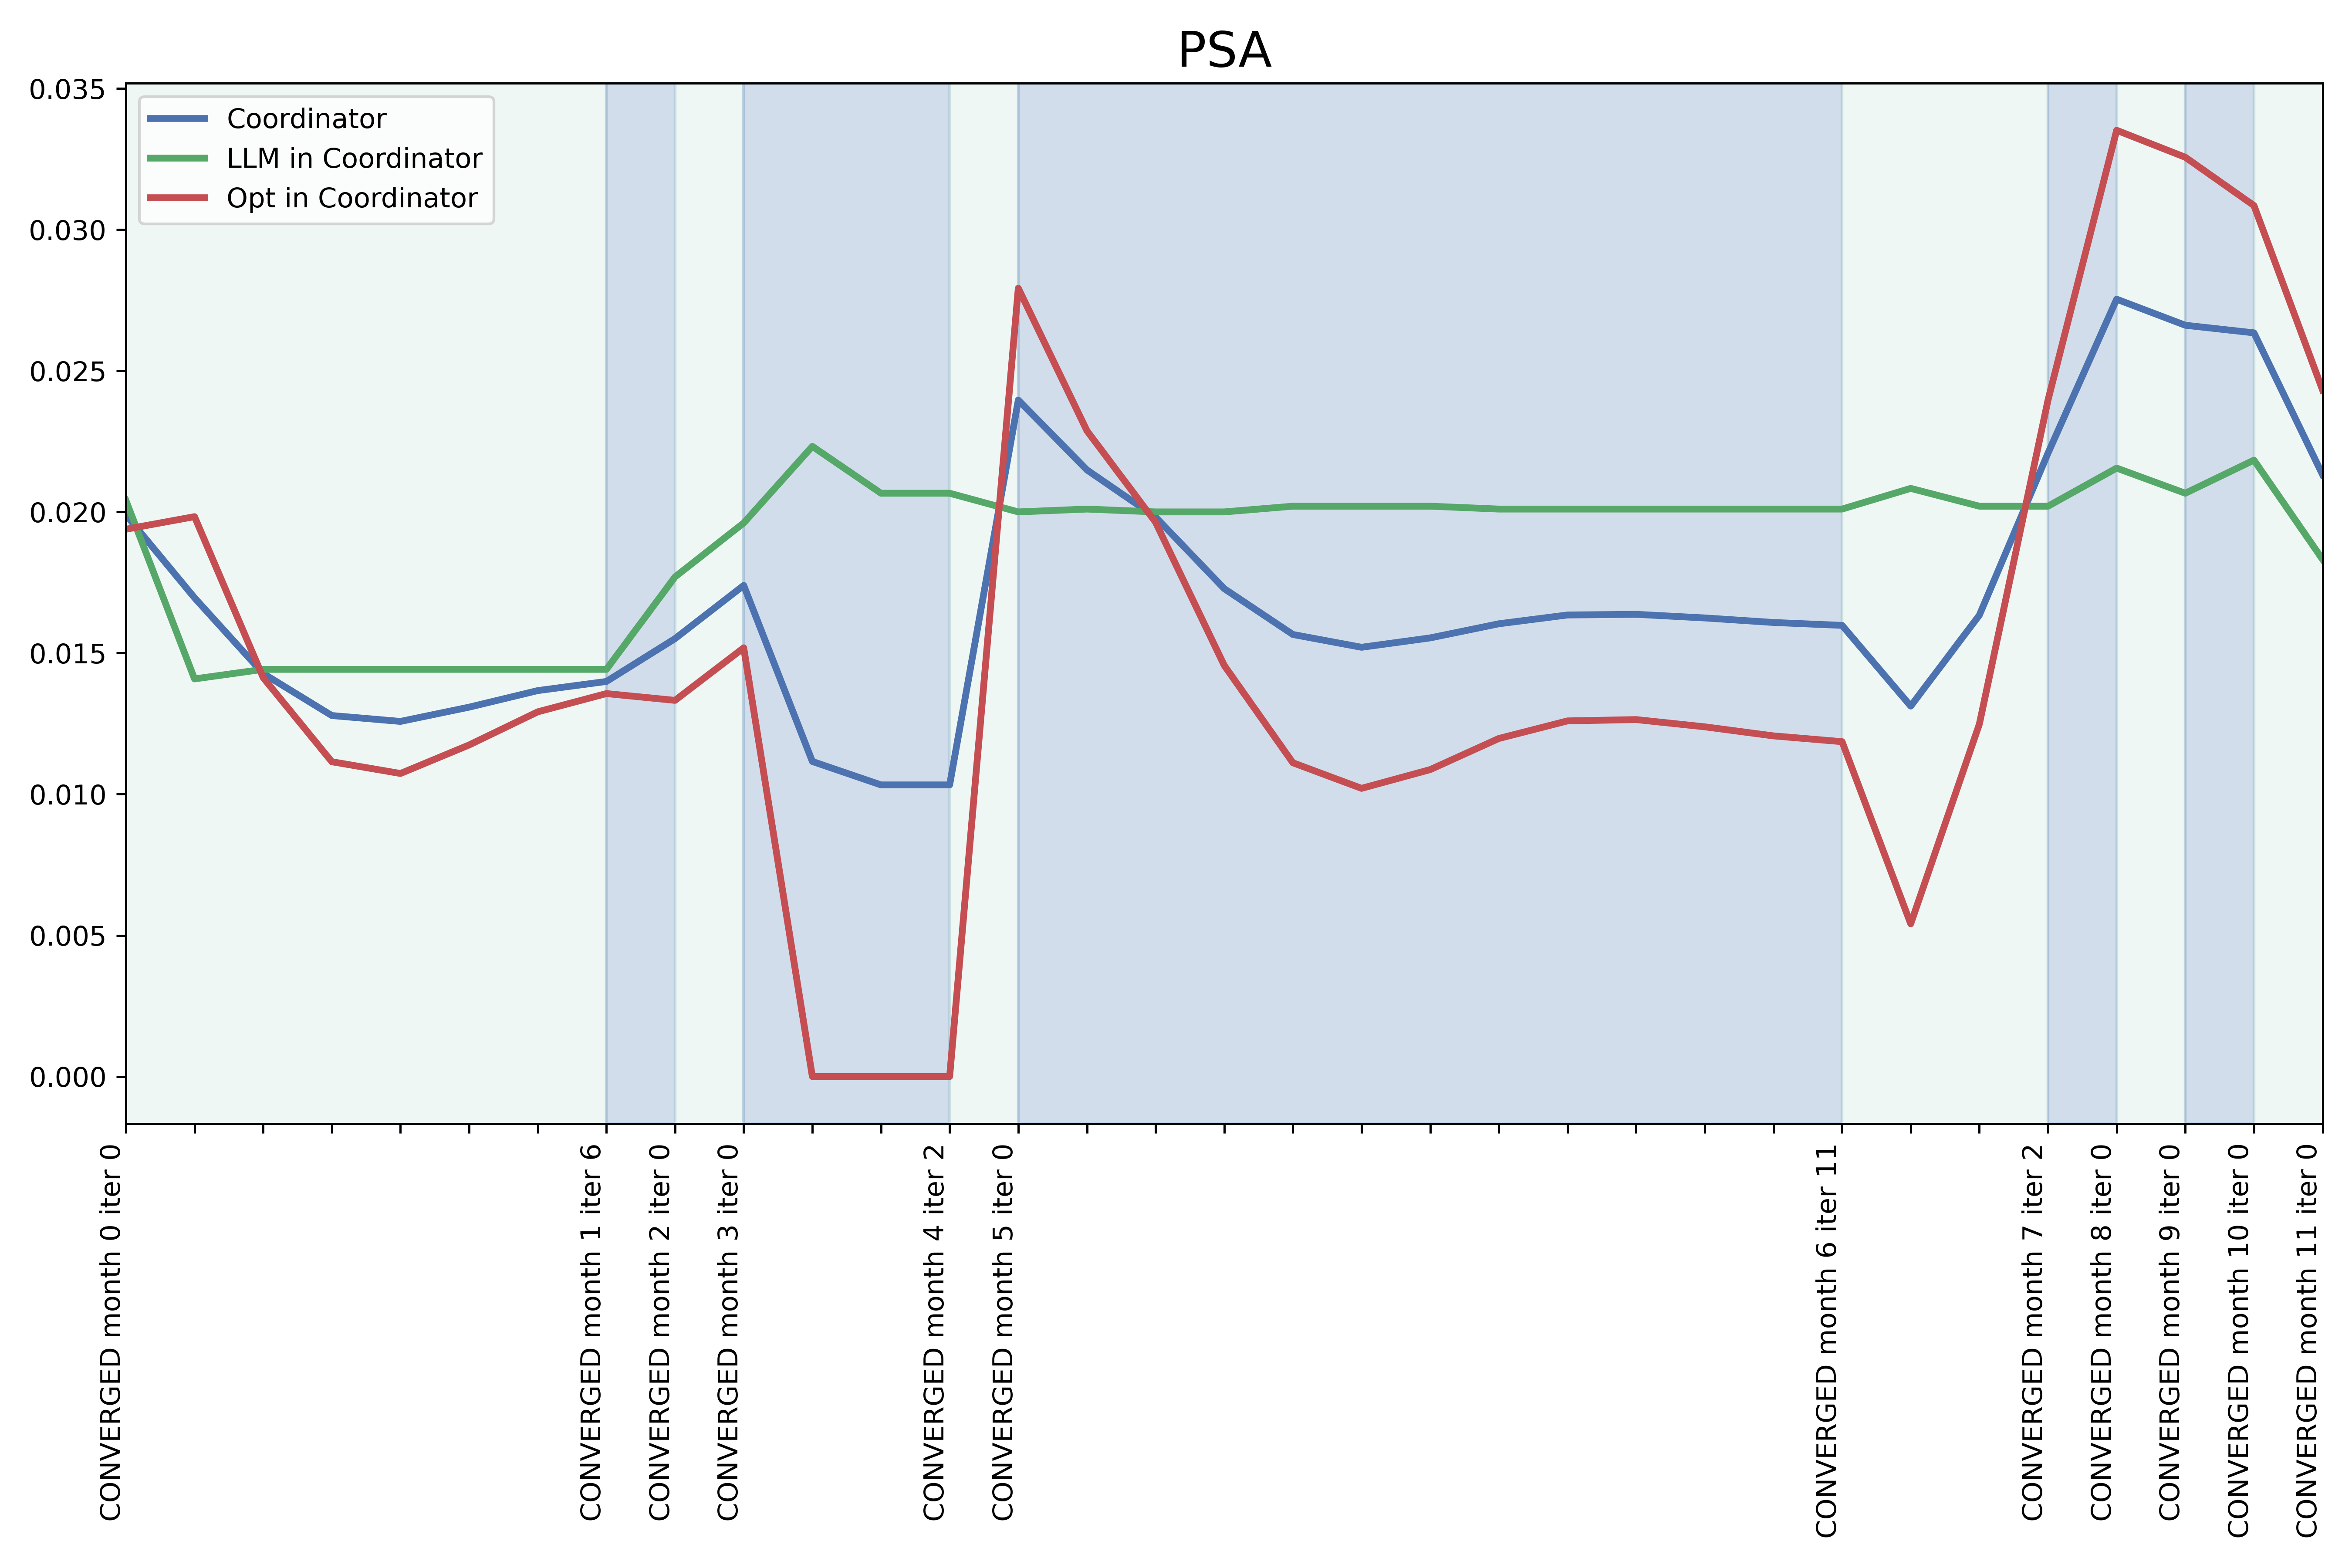 PSA
0.035
0.030
0.025
0.020
0.015
0.010
0.005
0.000
Coordinator
LLM in Coordinator
Opt in Coordinator
CONVERGED month 0 iter 0
CONVERGED month 1 iter 6
CONVERGED month 2 iter 0
CONVERGED month 3 iter 0
CONVERGED month 4 iter 2
CONVERGED month 5 iter 0
CONVERGED month 6 iter 11
CONVERGED month 7 iter 2
CONVERGED month 8 iter 0
CONVERGED month 9 iter 0
CONVERGED month 10 iter 0
CONVERGED month 11 iter 0